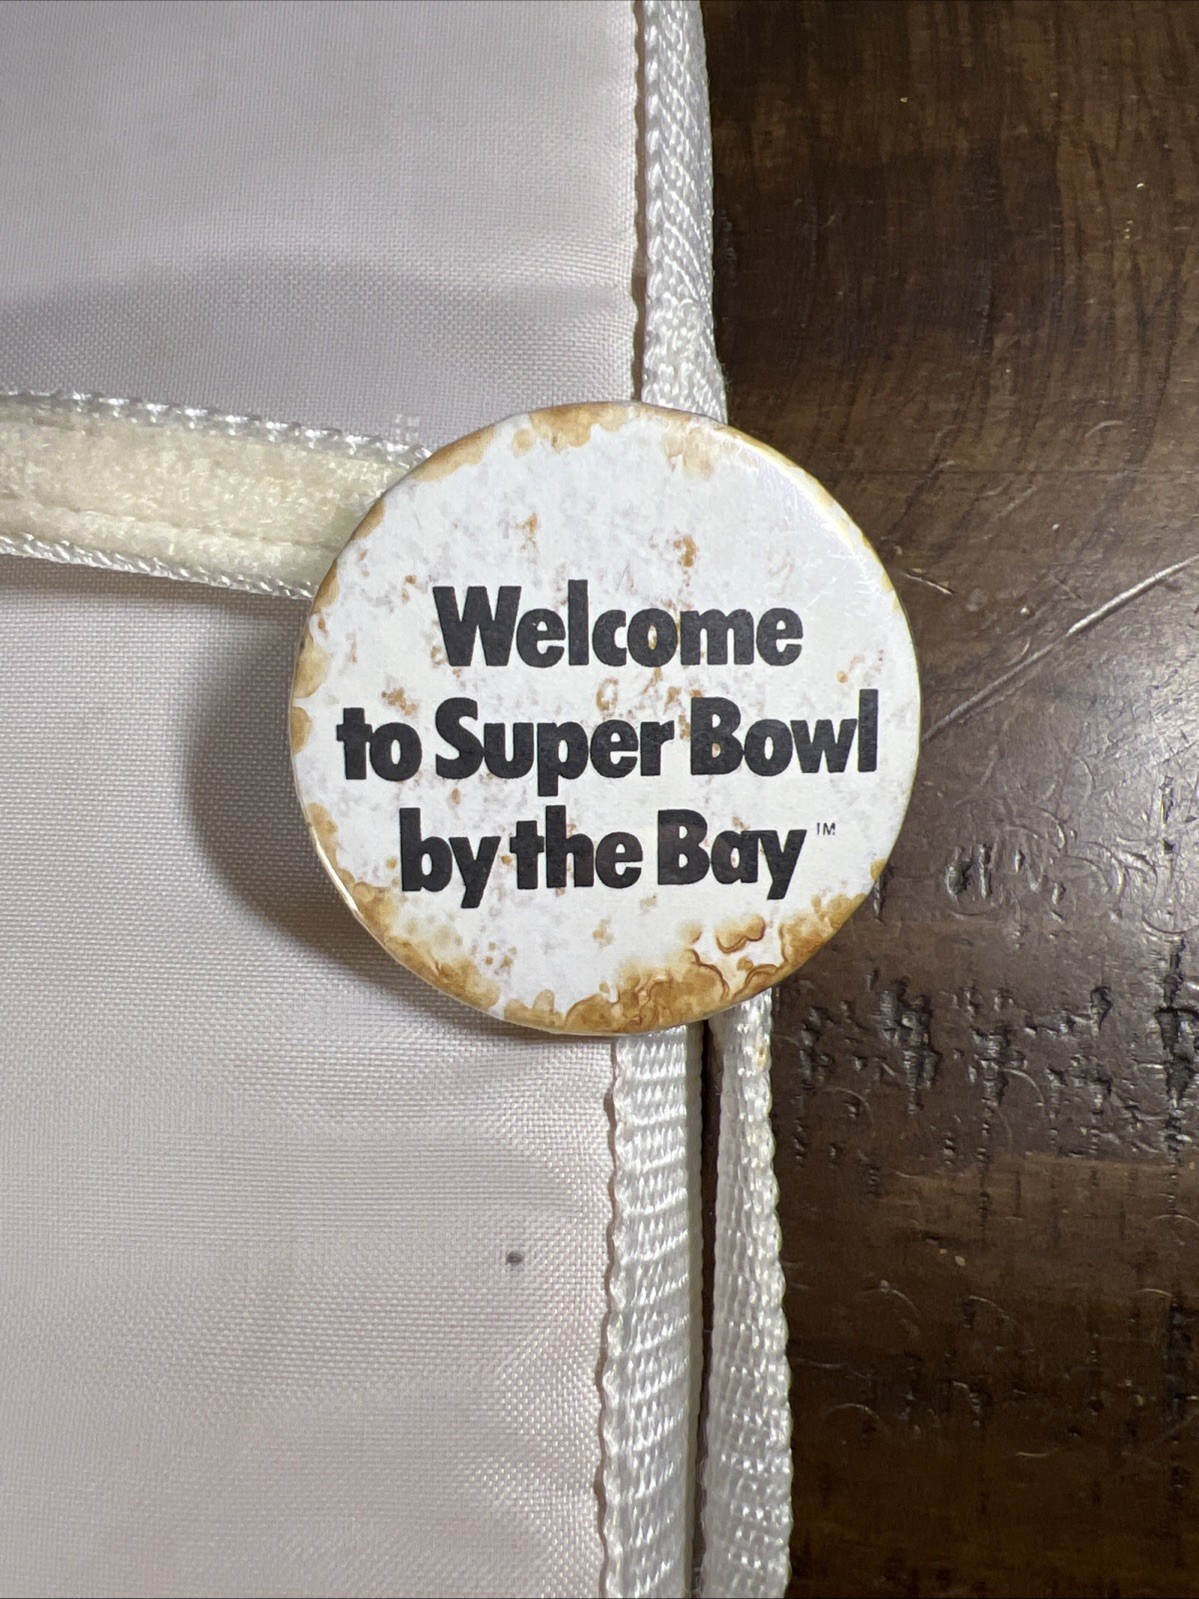 Welcome
to Super Bowl
by the Bay™